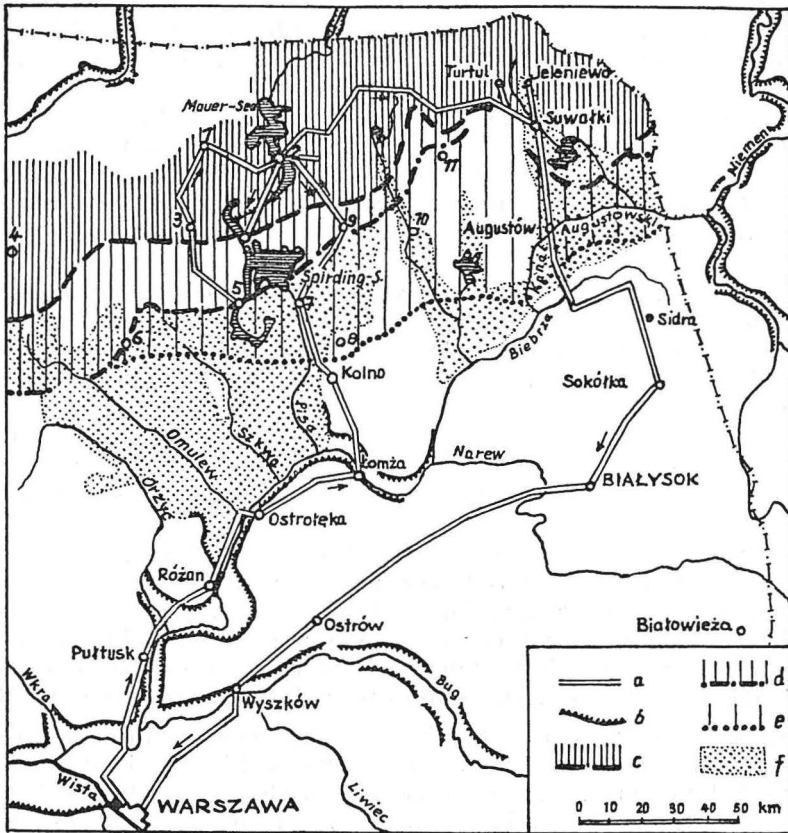 Turtul
Jeleniewo
Mauer-See
Suwałki
Niemen
1
2
11
3
4
9
10
Augustów
Augustowski
Spirding-S.
5
7
6
8
Biebrza
Sidra
Kolno
Sokółka
Omulew
Szkwa
Pisa
Orzyc
Łomża
Narew
BIAŁYSOK
Ostrołęka
Różan
Ostrów
Białowieża
Pułtusk
Wkra
Wyszków
Bug
Wisła
WARSZAWA
Liwiec
a
b
c
d
e
f
0 10 30 40 50 km